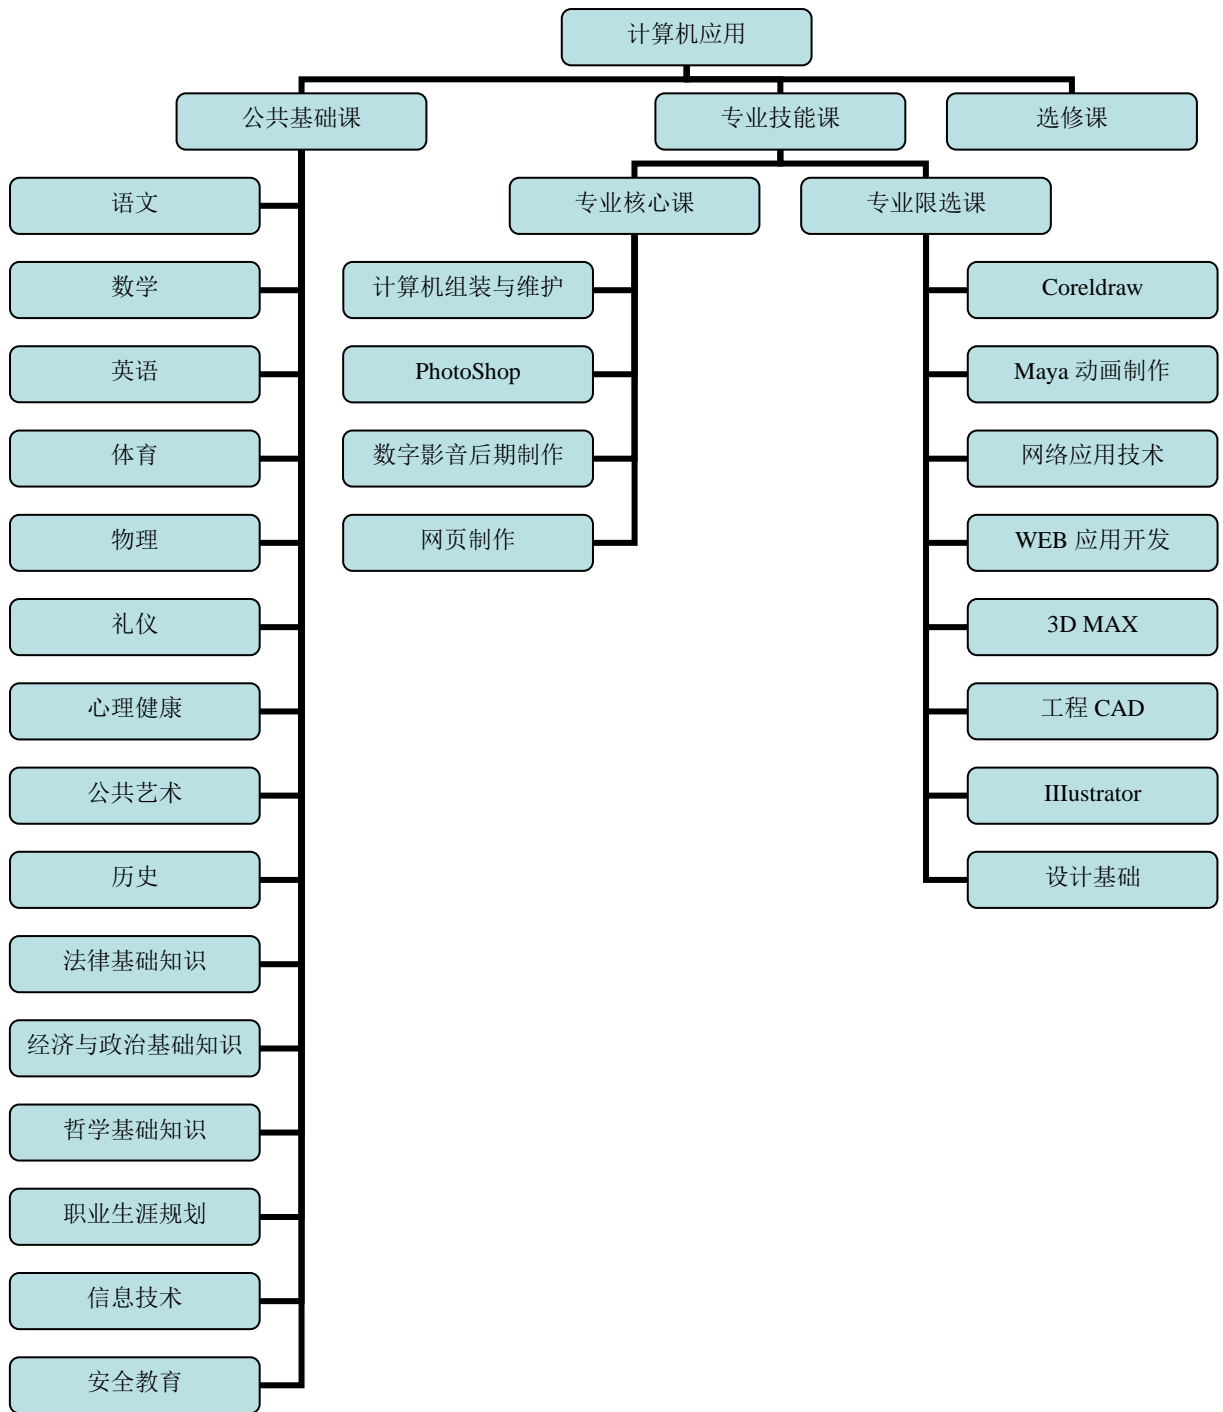 计算机应用
公共基础课
专业技能课
选修课
语文
数学
英语
体育
物理
礼仪
心理健康
公共艺术
历史
法律基础知识
经济与政治基础知识
哲学基础知识
职业生涯规划
信息技术
安全教育
专业核心课
计算机组装与维护
PhotoShop
数字影音后期制作
网页制作
专业限选课
Coreldraw
Maya 动画制作
网络应用技术
WEB 应用开发
3D MAX
工程 CAD
IIIustrator
设计基础